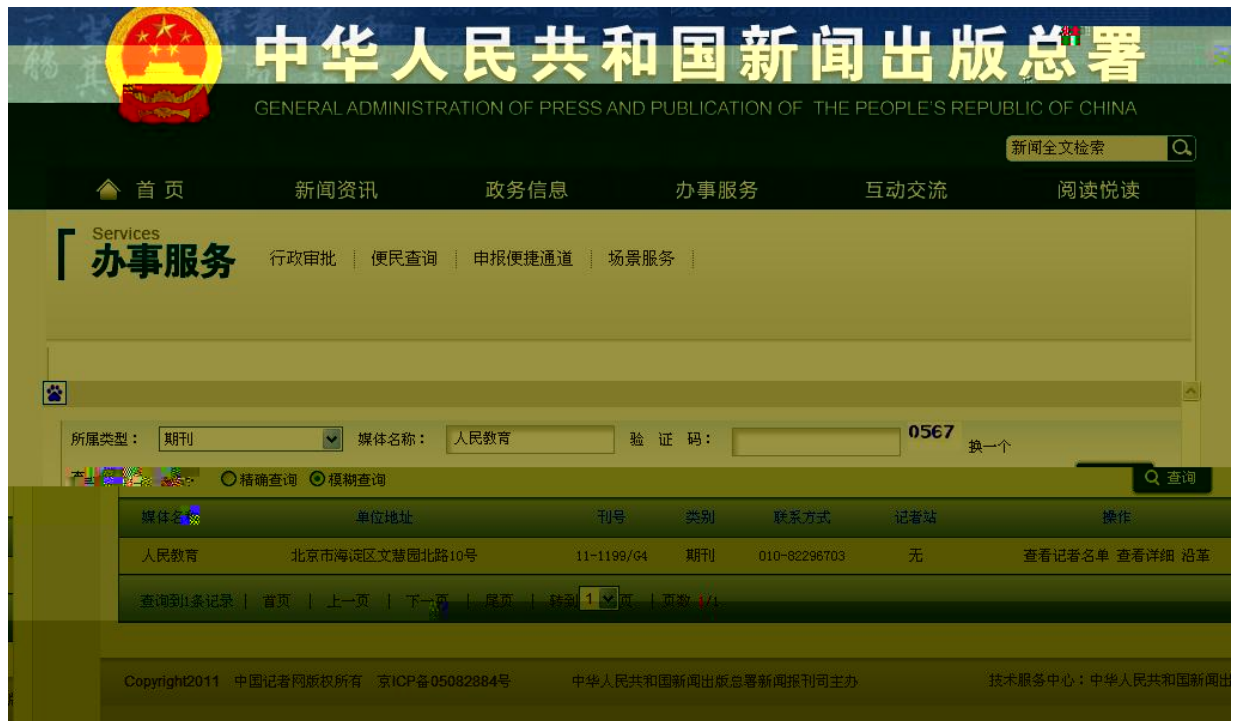 中华人民共和国新闻出版总署
GENERAL ADMINISTRATION OF PRESS AND PUBLICATION OF THE PEOPLE'S REPUBLIC OF CHINA
新闻全文检索
首页 新闻资讯 政务信息 办事服务 互动交流 阅读悦读
Services
办事服务 行政审批 | 便民查询 | 申报便捷通道 | 场景服务 |
所属类型： 期刊 媒体名称： 人民教育 验 证 码： 0567 换一个
精确查询 模糊查询 查询
媒体名 单位地址 刊号 类别 联系方式 记者站 操作
人民教育 北京市海淀区文慧园北路10号 11-1199/G4 期刊 010-82296703 无 查看记者名单 查看详细 沿革
查询到1条记录 | 首页 | 上一页 | 下一页 | 尾页 | 转到 1 页 | 页数 1/1
Copyright2011 中国记者网版权所有 京ICP备05082884号 中华人民共和国新闻出版总署新闻报刊司主办 技术服务中心：中华人民共和国新闻出